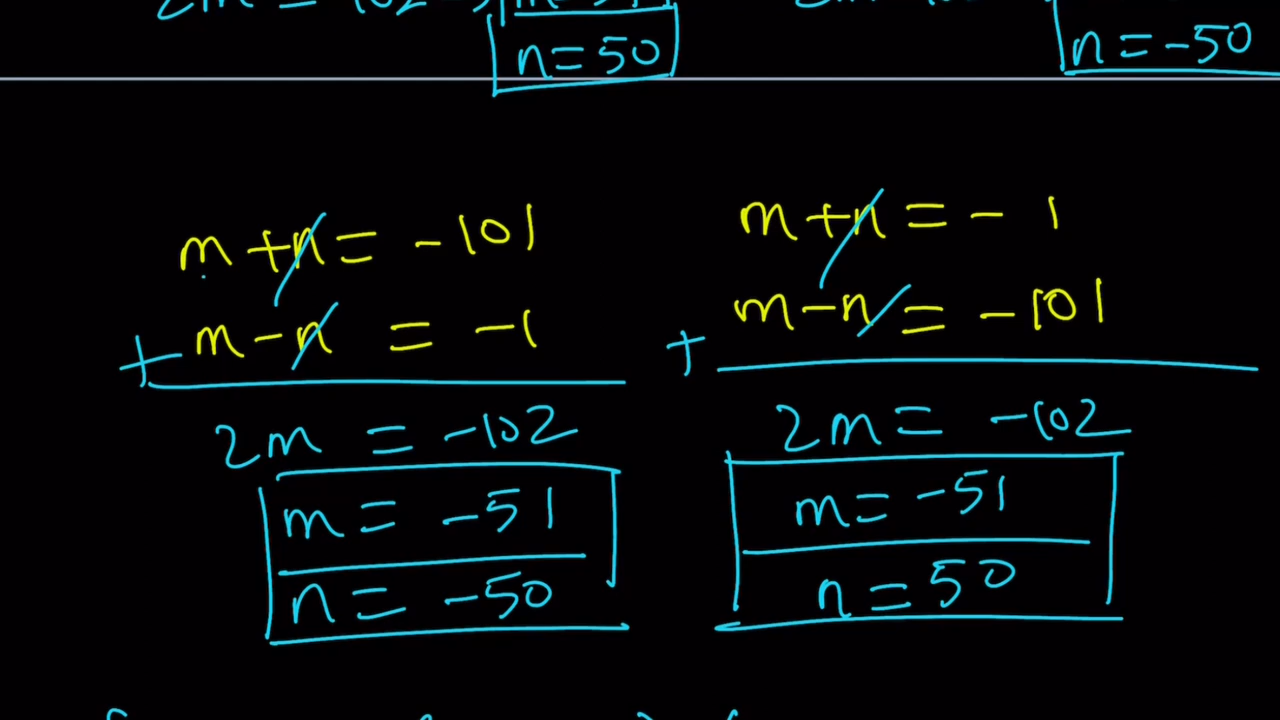 n = 50
n = -50
m + n = -101
m - n = -1
+
2m = -102
m = -51
n = -50
m + n = -1
m - n = -101
+
2m = -102
m = -51
n = 50